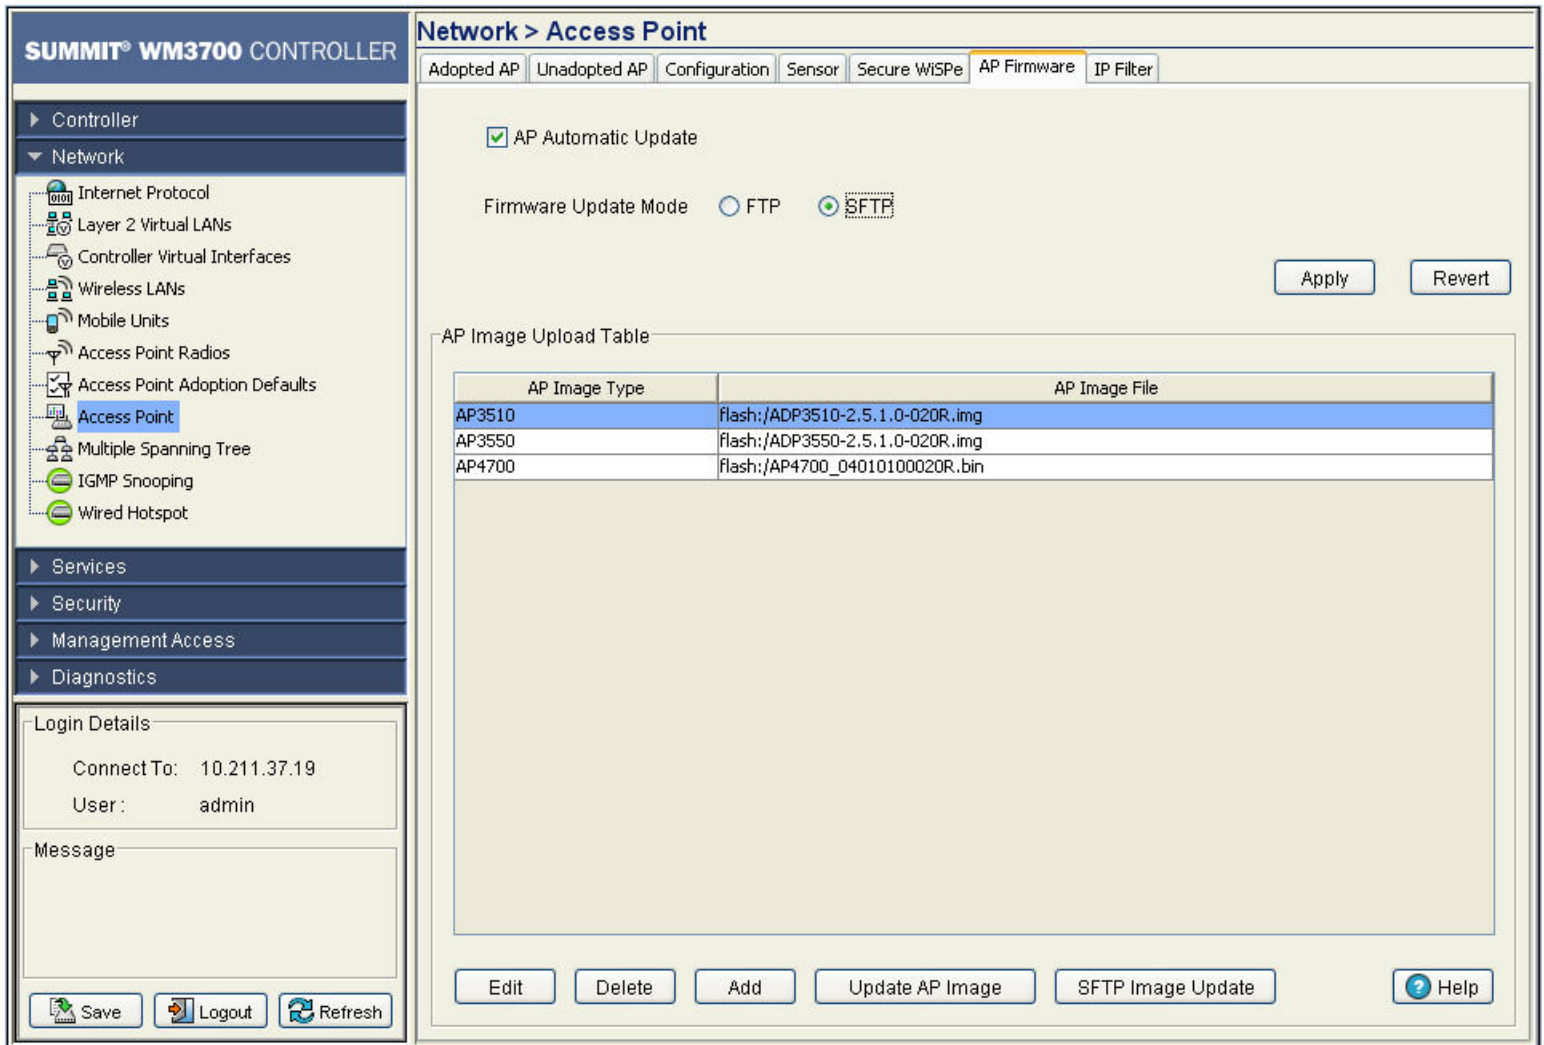 SUMMIT® WM3700 CONTROLLER
Controller
Network
Internet Protocol
Layer 2 Virtual LANs
Controller Virtual Interfaces
Wireless LANs
Mobile Units
Access Point Radios
Access Point Adoption Defaults
Access Point
Multiple Spanning Tree
IGMP Snooping
Wired Hotspot
Services
Security
Management Access
Diagnostics
Login Details
Connect To: 10.211.37.19
User : admin
Message
Save Logout Refresh
Network > Access Point
Adopted AP Unadopted AP Configuration Sensor Secure WiSPe AP Firmware IP Filter
AP Automatic Update
Firmware Update Mode FTP SFTP
Apply Revert
AP Image Upload Table
AP Image Type AP Image File
AP3510 flash:/ADP3510-2.5.1.0-020R.img
AP3550 flash:/ADP3550-2.5.1.0-020R.img
AP4700 flash:/AP4700_04010100020R.bin
Edit Delete Add Update AP Image SFTP Image Update ? Help